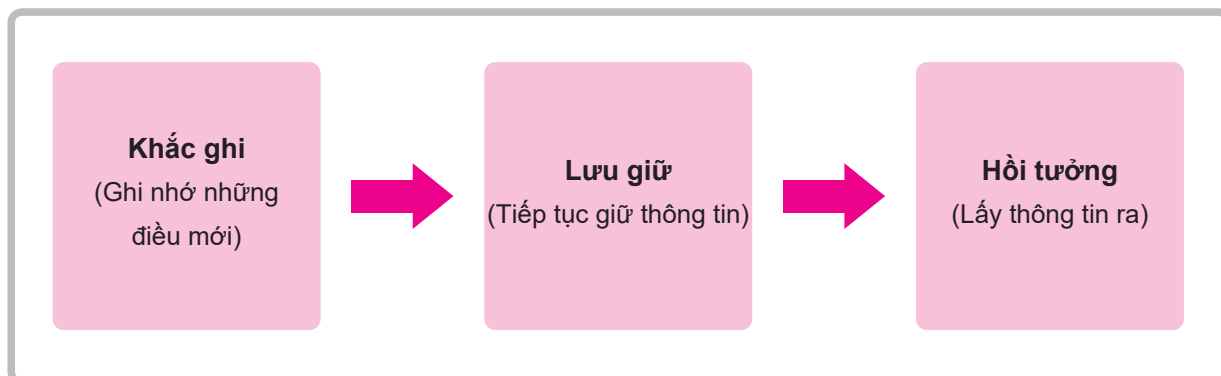 Khắc ghi
(Ghi nhớ những
điều mới)
Lưu giữ
(Tiếp tục giữ thông tin)
Hồi tưởng
(Lấy thông tin ra)